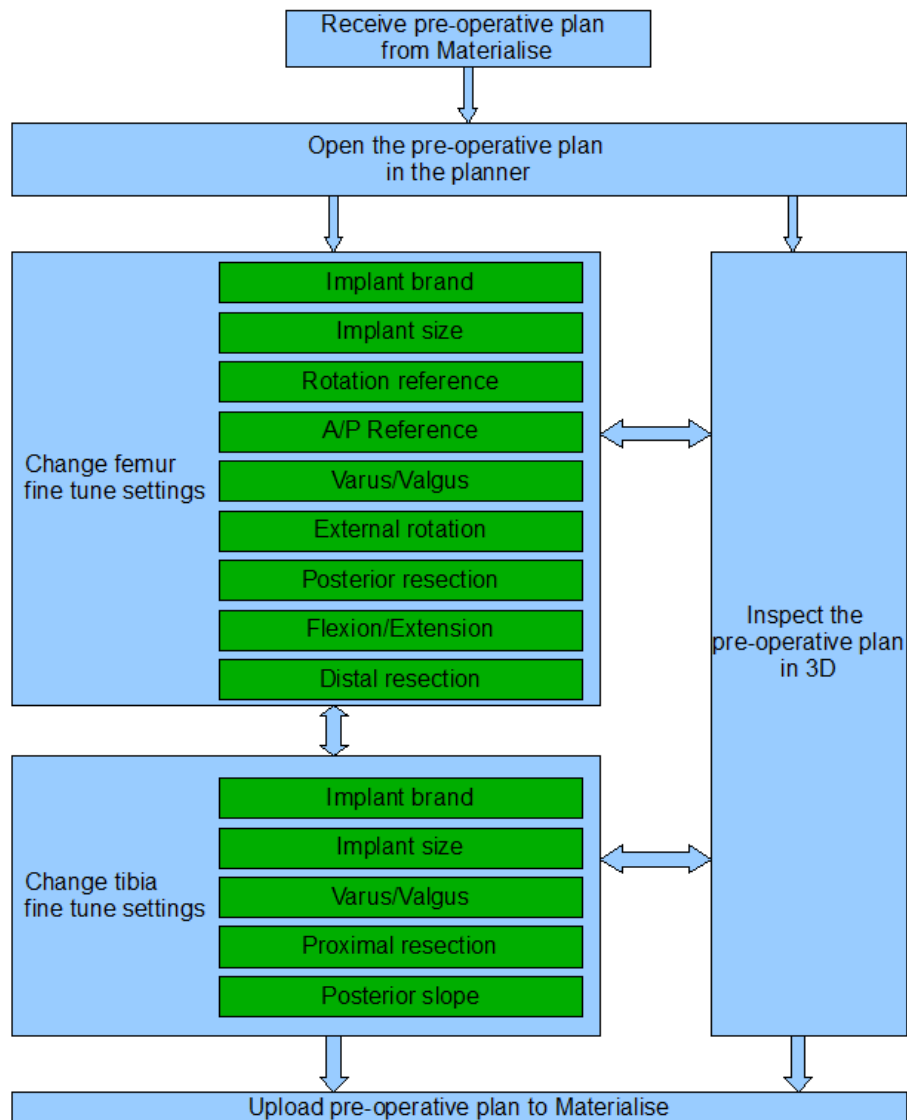 Receive pre-operative plan
from Materialise
Open the pre-operative plan
in the planner
Change femur
fine tune settings
Implant brand
Implant size
Rotation reference
A/P Reference
Varus/Valgus
External rotation
Posterior resection
Flexion/Extension
Distal resection
Change tibia
fine tune settings
Implant brand
Implant size
Varus/Valgus
Proximal resection
Posterior slope
Inspect the
pre-operative plan
in 3D
Upload pre-operative plan to Materialise